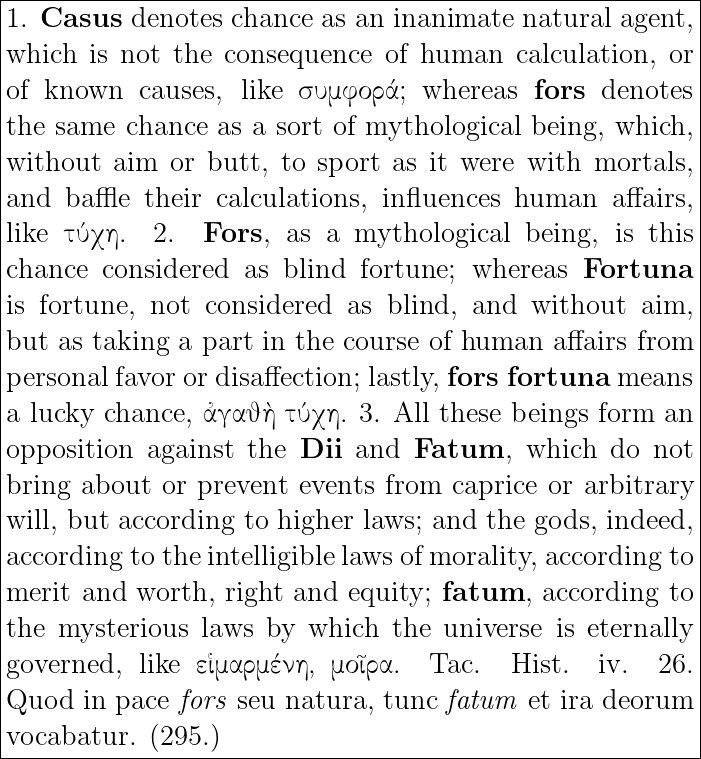 1. Casus denotes chance as an inanimate natural agent,
which is not the consequence of human calculation, or
of known causes, like συμφορά; whereas fors denotes
the same chance as a sort of mythological being, which,
without aim or butt, to sport as it were with mortals,
and baffle their calculations, influences human affairs,
like τύχη. 2. Fors, as a mythological being, is this
chance considered as blind fortune; whereas Fortuna
is fortune, not considered as blind, and without aim,
but as taking a part in the course of human affairs from
personal favor or disaffection; lastly, fors fortuna means
a lucky chance, ἀγαθὴ τύχη. 3. All these beings form an
opposition against the Dii and Fatum, which do not
bring about or prevent events from caprice or arbitrary
will, but according to higher laws; and the gods, indeed,
according to the intelligible laws of morality, according to
merit and worth, right and equity; fatum, according to
the mysterious laws by which the universe is eternally
governed, like εἱμαρμένη, μοῖρα. Tac. Hist. iv. 26.
Quod in pace fors seu natura, tunc fatum et ira deorum
vocabatur. (295.)